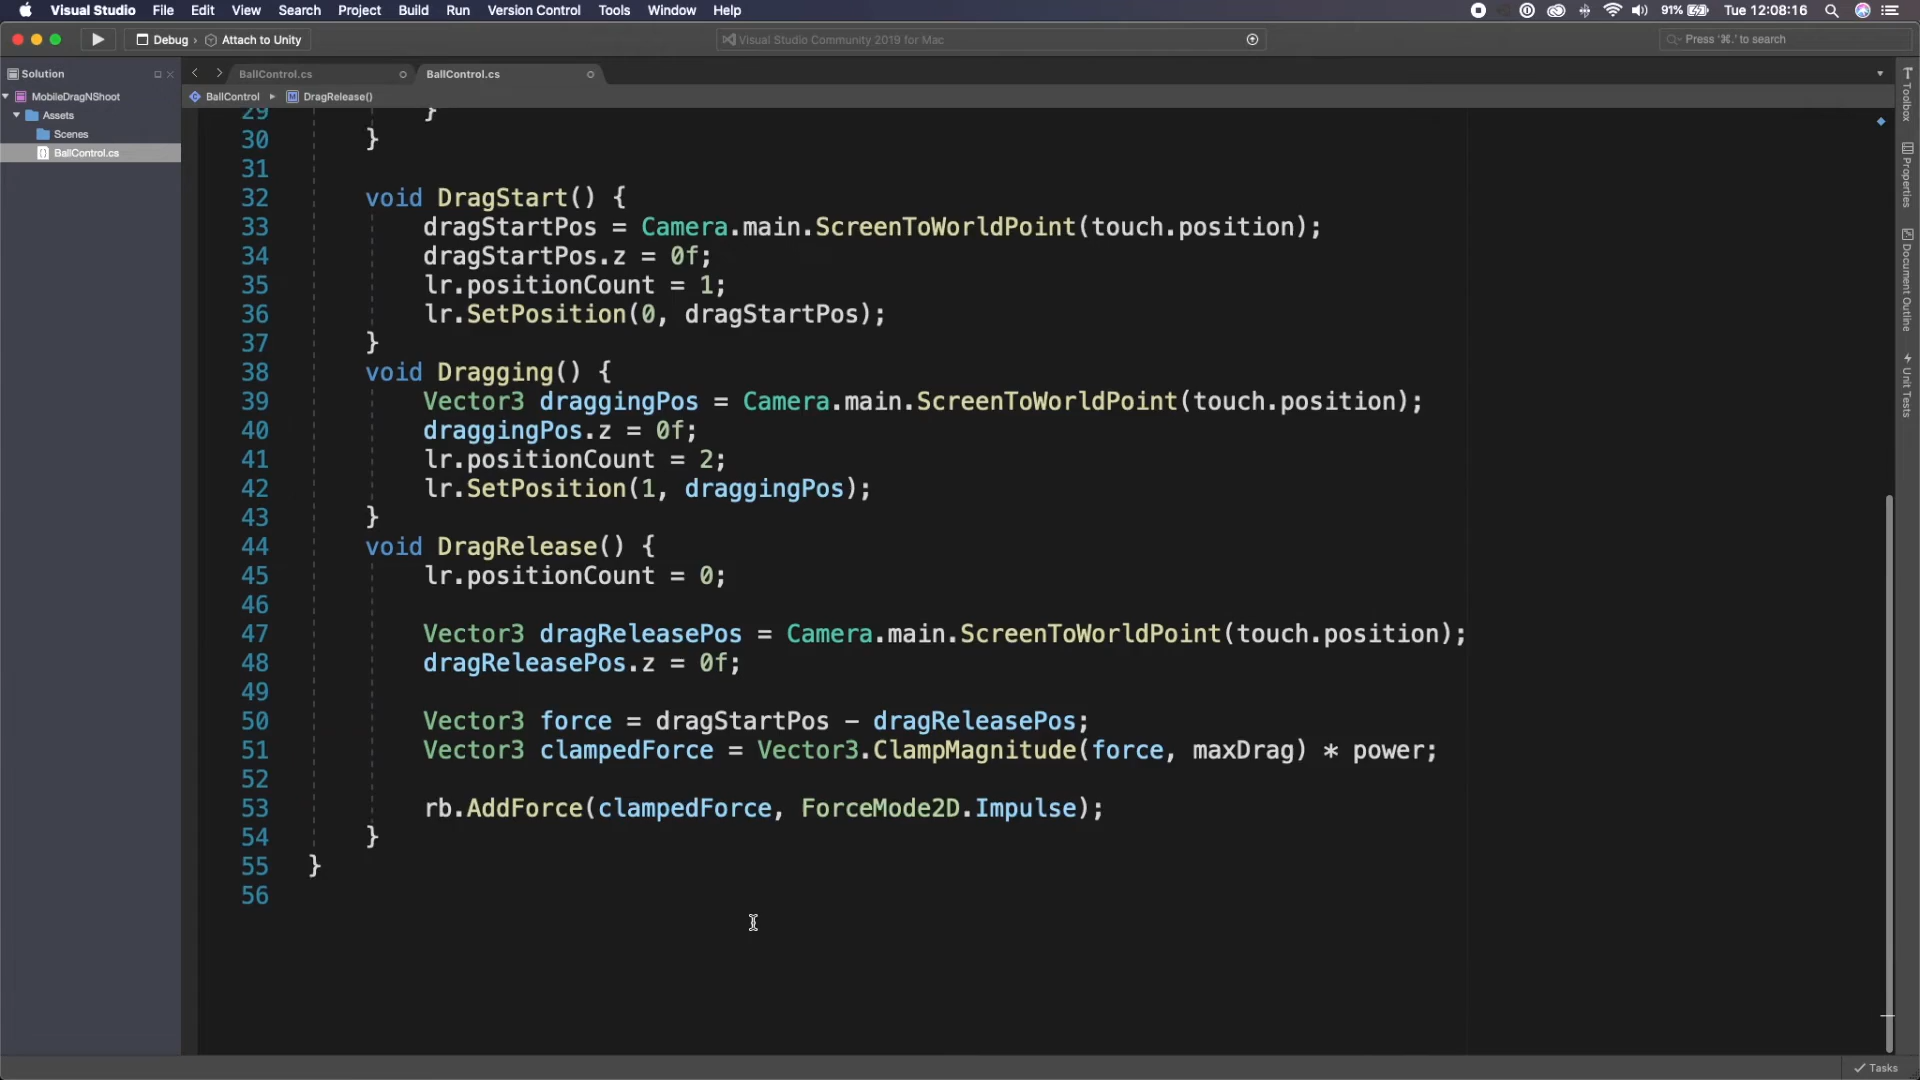 Visual Studio File Edit View Search Project Build Run Version Control Tools Window Help 91% Tue 12:08:16
Debug › Attach to Unity Visual Studio Community 2019 for Mac Press '⌘.' to search
Solution BallControl.cs BallControl.cs
MobileDragNShoot BallControl DragRelease()
Assets
Scenes
BallControl.cs
29 }
30 }
31
32 void DragStart() {
33 dragStartPos = Camera.main.ScreenToWorldPoint(touch.position);
34 dragStartPos.z = 0f;
35 lr.positionCount = 1;
36 lr.SetPosition(0, dragStartPos);
37 }
38 void Dragging() {
39 Vector3 draggingPos = Camera.main.ScreenToWorldPoint(touch.position);
40 draggingPos.z = 0f;
41 lr.positionCount = 2;
42 lr.SetPosition(1, draggingPos);
43 }
44 void DragRelease() {
45 lr.positionCount = 0;
46
47 Vector3 dragReleasePos = Camera.main.ScreenToWorldPoint(touch.position);
48 dragReleasePos.z = 0f;
49
50 Vector3 force = dragStartPos - dragReleasePos;
51 Vector3 clampedForce = Vector3.ClampMagnitude(force, maxDrag) * power;
52
53 rb.AddForce(clampedForce, ForceMode2D.Impulse);
54 }
55 }
56
Toolbox
Properties
Document Outline
Unit Tests
Tasks